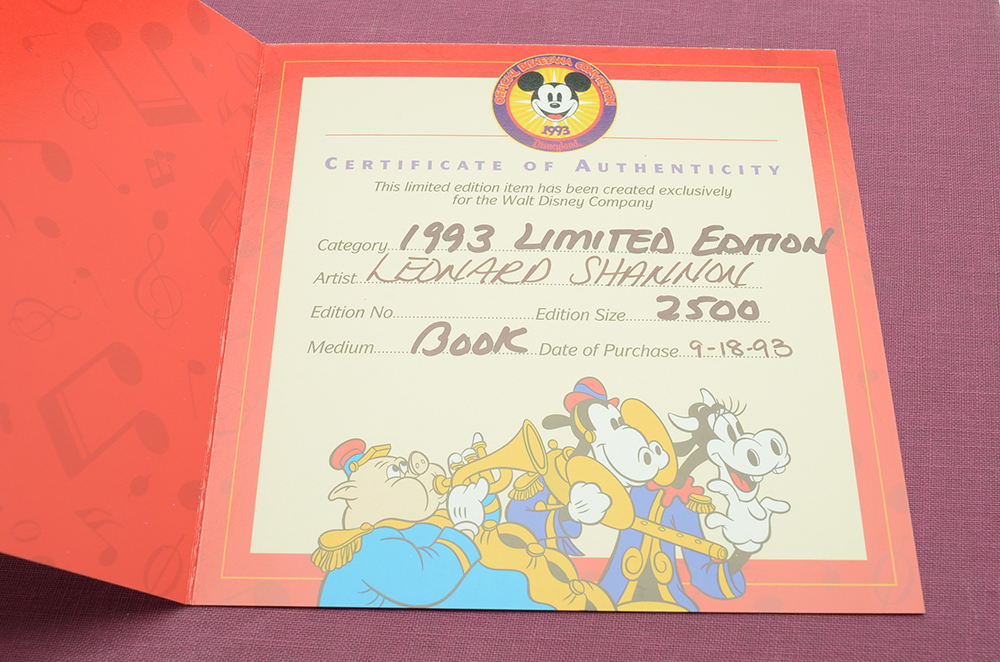 OFFICIAL DISNEYANA CONVENTION
1993
Disneyland
CERTIFICATE OF AUTHENTICITY
This limited edition item has been created exclusively
for the Walt Disney Company
Category 1993 LIMITED EDITION
Artist LEONARD SHANNON
Edition No. Edition Size 2500
Medium BOOK Date of Purchase 9-18-93